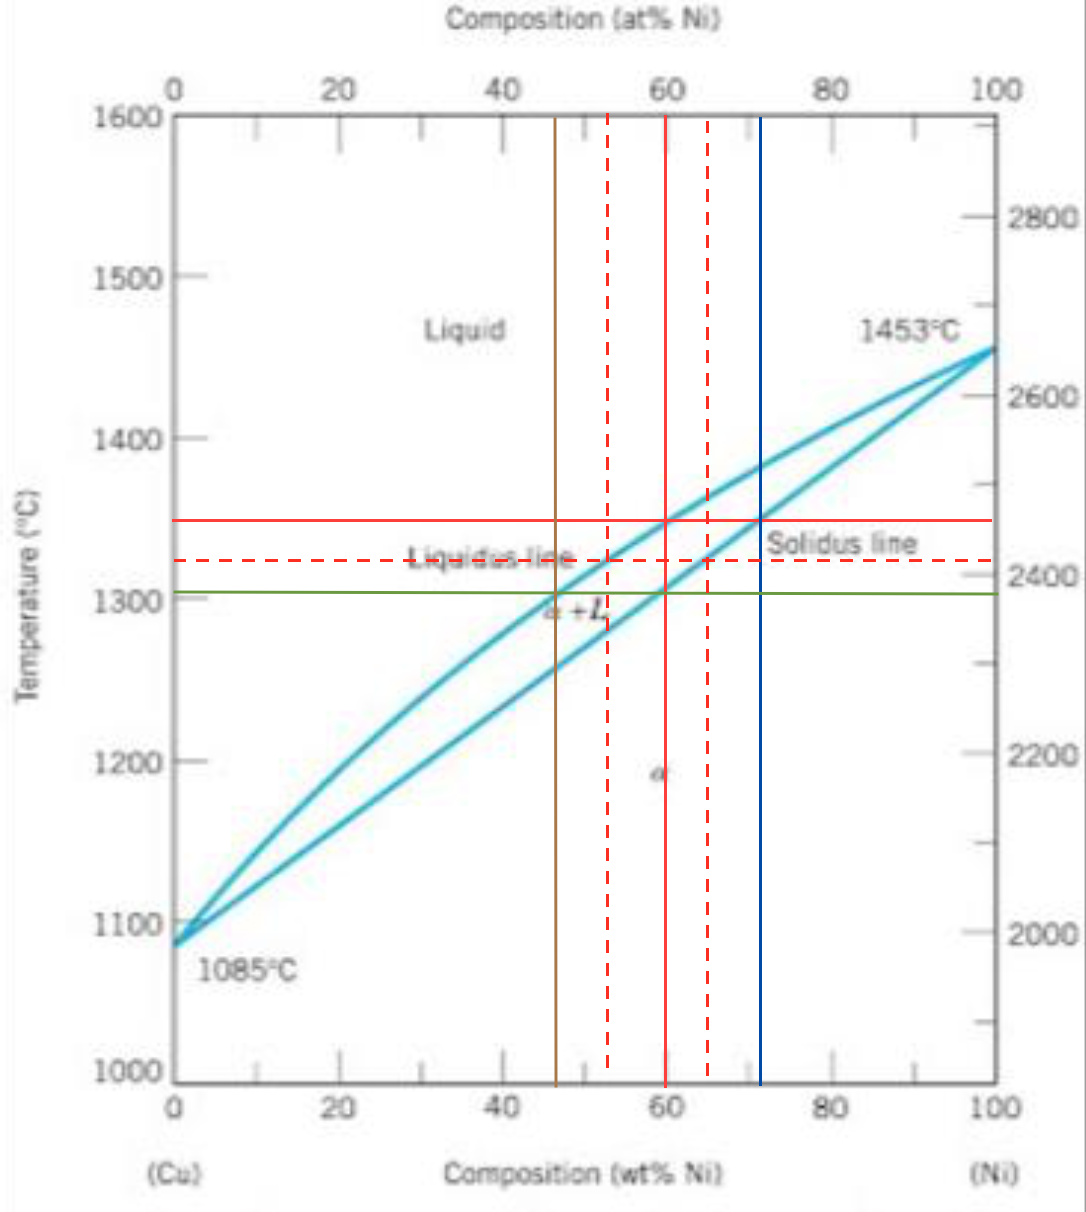 Composition (at% Ni)
0 20 40 60 80 100
1600
2800
1500
Liquid
1453°C
2600
1400
Solidus line
Liquidus line
2400
1300
α + L
Temperature (°C)
1200
α
2200
1100
2000
1085°C
1000
0 20 40 60 80 100
(Cu) Composition (wt% Ni) (Ni)